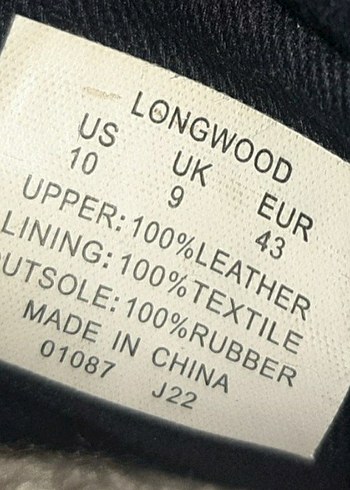 LONGWOOD
US UK EUR
10 9 43
UPPER: 100%LEATHER
LINING: 100%TEXTILE
OUTSOLE: 100%RUBBER
MADE IN CHINA
01087 J22